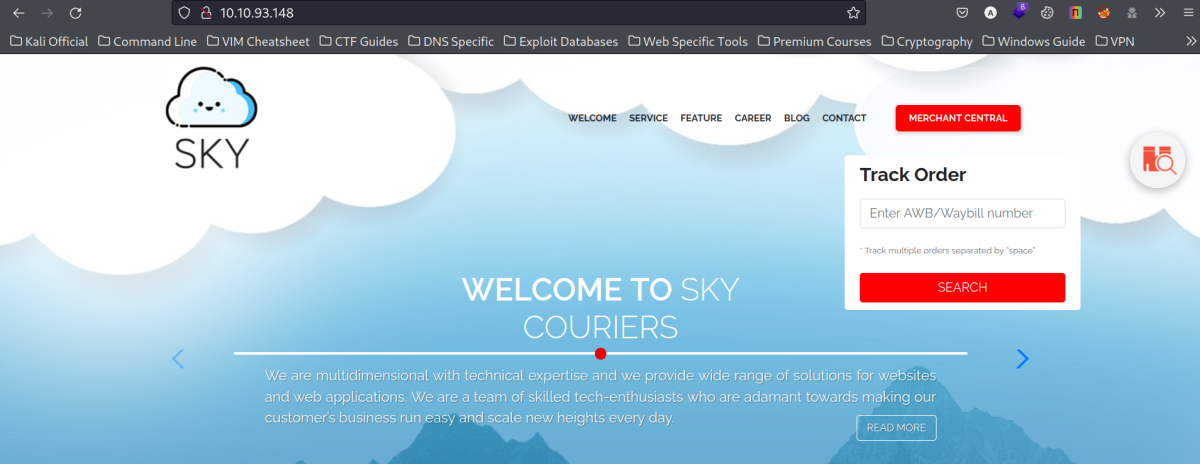 10.10.93.148
8
Kali Official Command Line VIM Cheatsheet CTF Guides DNS Specific Exploit Databases Web Specific Tools Premium Courses Cryptography Windows Guide VPN
WELCOME SERVICE FEATURE CAREER BLOG CONTACT MERCHANT CENTRAL
SKY
Track Order
Enter AWB/Waybill number
* Track multiple orders separated by "space"
SEARCH
WELCOME TO SKY
COURIERS
We are multidimensional with technical expertise and we provide wide range of solutions for websites
and web applications. We are a team of skilled tech-enthusiasts who are adamant towards making our
customer's business run easy and scale new heights every day.
READ MORE